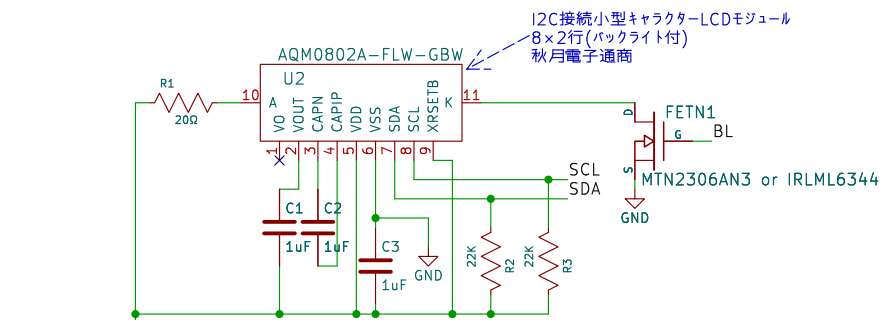 I2C接続小型キャラクターLCDモジュール
8×2行(バックライト付)
秋月電子通商
AQM0802A-FLW-GBW
U2
R1
20Ω
10
A
K
11
VO
VOUT
CAPN
CAPIP
VDD
VSS
SDA
SCL
XRSETB
1
2
3
4
5
6
7
8
9
FETN1
D
G
S
BL
MTN2306AN3 or IRLML6344
GND
SCL
SDA
C1
1uF
C2
1uF
C3
1uF
GND
22K
R2
22K
R3